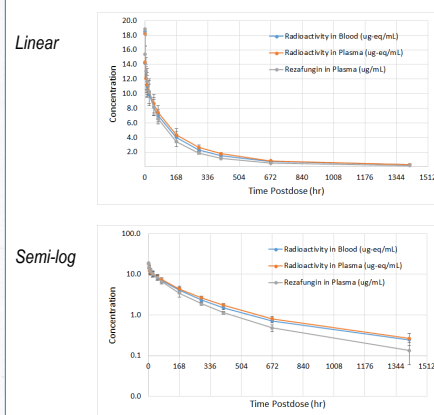 Linear
20.0
18.0
16.0
14.0
12.0
10.0
8.0
6.0
4.0
2.0
Concentration
Radioactivity in Blood (ug-eq/mL)
Radioactivity in Plasma (ug-eq/mL)
Rezafungin in Plasma (ug/mL)
0 168 336 504 672 840 1008 1176 1344 1512
Time Postdose (hr)
Semi-log
100.0
10.0
1.0
0.1
0.0
Concentration
Radioactivity in Blood (ug-eq/mL)
Radioactivity in Plasma (ug-eq/mL)
Rezafungin in Plasma (ug/mL)
0 168 336 504 672 840 1008 1176 1344 1512
Time Postdose (hr)